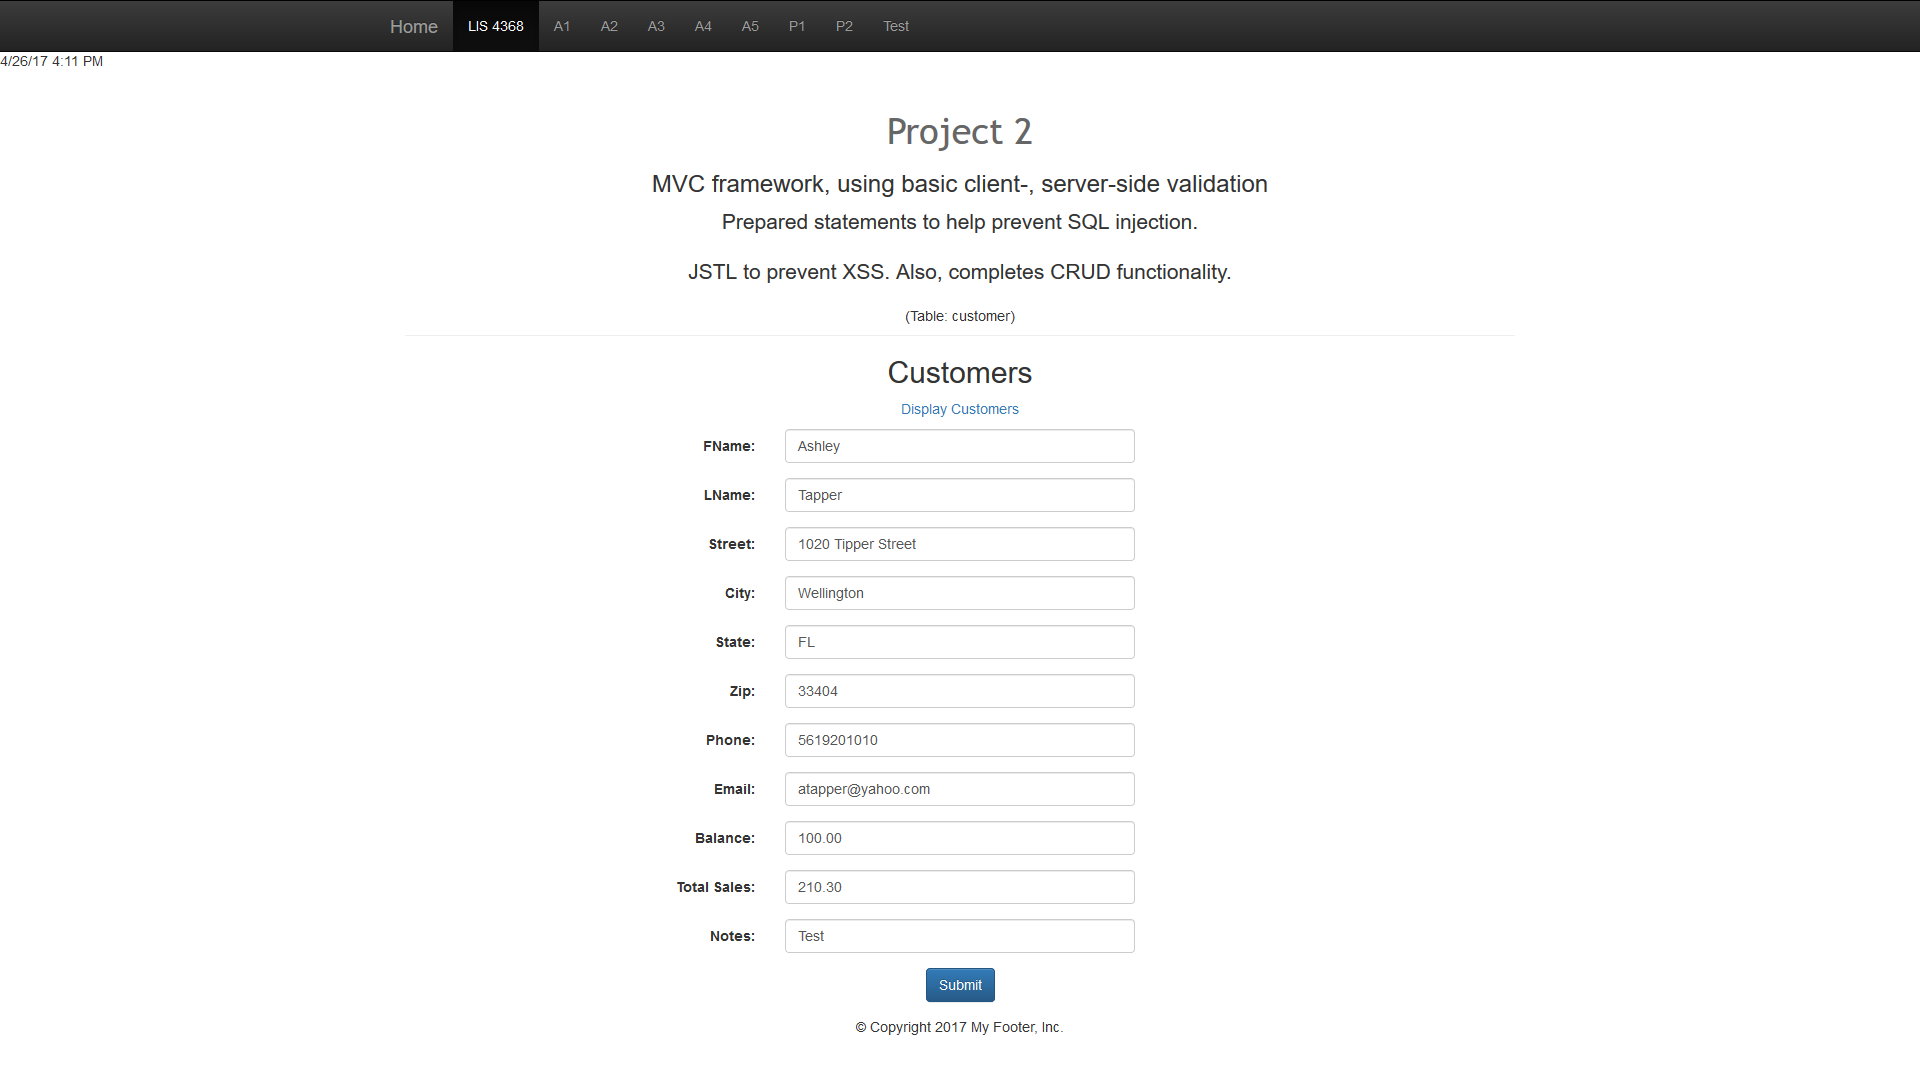 Home LIS 4368 A1 A2 A3 A4 A5 P1 P2 Test
4/26/17 4:11 PM
Project 2
MVC framework, using basic client-, server-side validation
Prepared statements to help prevent SQL injection.
JSTL to prevent XSS. Also, completes CRUD functionality.
(Table: customer)
Customers
Display Customers
FName: Ashley
LName: Tapper
Street: 1020 Tipper Street
City: Wellington
State: FL
Zip: 33404
Phone: 5619201010
Email: atapper@yahoo.com
Balance: 100.00
Total Sales: 210.30
Notes: Test
Submit
© Copyright 2017 My Footer, Inc.